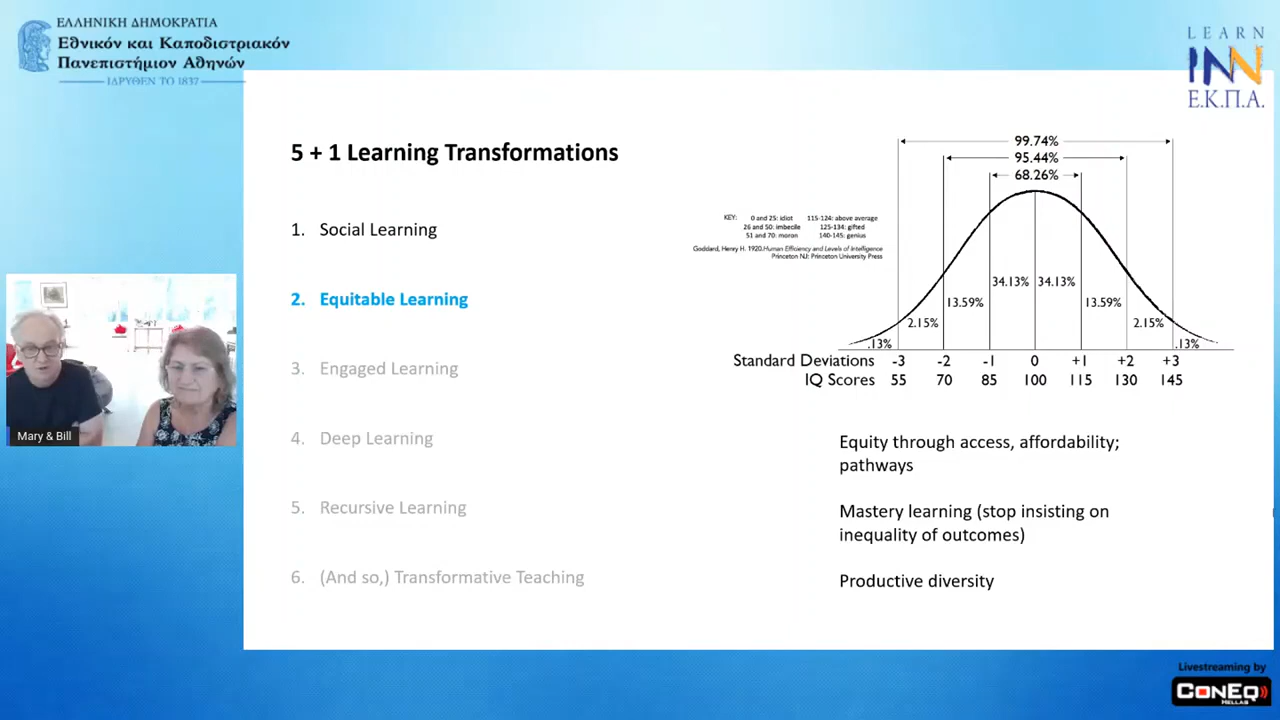 ΕΛΛΗΝΙΚΗ ΔΗΜΟΚΡΑΤΙΑ
Εθνικόν και Καποδιστριακόν
Πανεπιστήμιον Αθηνών
ΙΔΡΥΘΕΝ ΤΟ 1837
LEARN
INN
Ε.Κ.Π.Α.
5 + 1 Learning Transformations
1. Social Learning
2. Equitable Learning
3. Engaged Learning
4. Deep Learning
5. Recursive Learning
6. (And so,) Transformative Teaching
KEY: 0 and 25: idiot 115-124: above average
26 and 50: imbecile 125-134: gifted
51 and 70: moron 140-145: genius
Goddard, Henry H. 1920. Human Efficiency and Levels of Intelligence
Princeton NJ: Princeton University Press
99.74%
95.44%
68.26%
34.13% 34.13%
13.59% 13.59%
2.15% 2.15%
.13% .13%
Standard Deviations -3 -2 -1 0 +1 +2 +3
IQ Scores 55 70 85 100 115 130 145
Equity through access, affordability;
pathways
Mastery learning (stop insisting on
inequality of outcomes)
Productive diversity
Mary & Bill
Livestreaming by
CONEQ
HELLAS